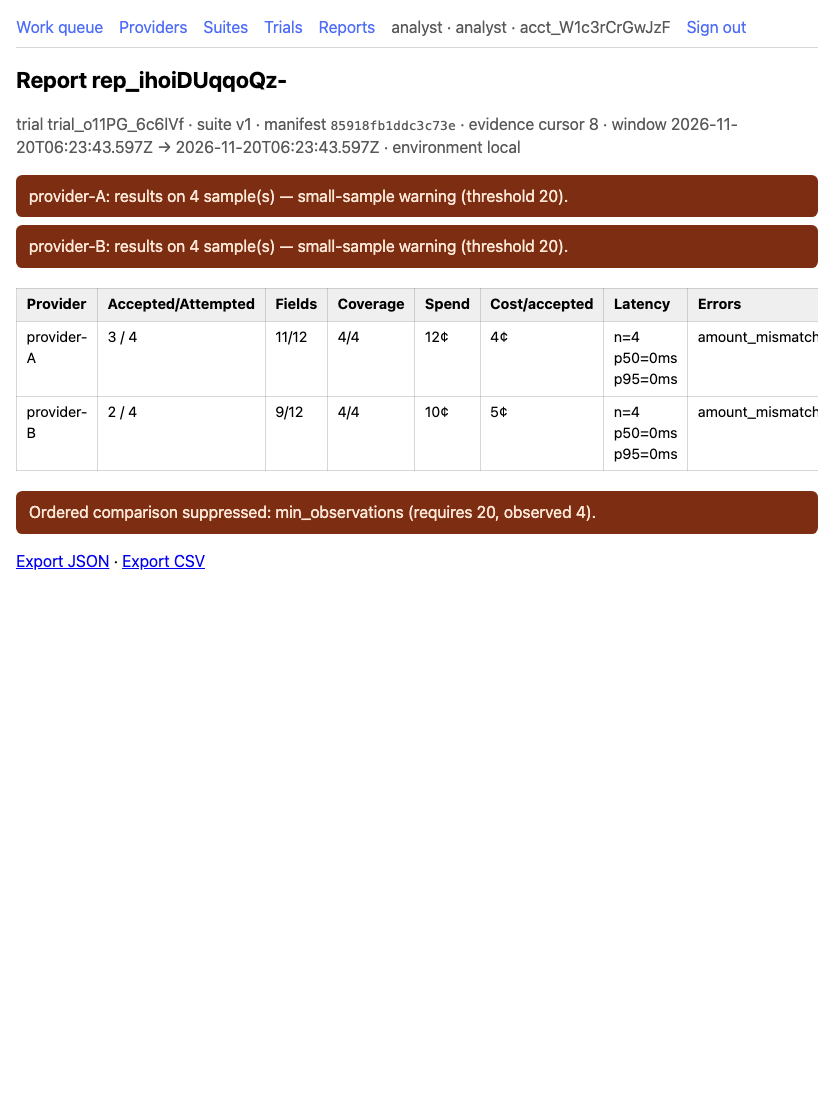 Work queue Providers Suites Trials Reports analyst · analyst · acct_W1c3rCrGwJzF Sign out
Report rep_ihoiDUqqoQz-
trial trial_o11PG_6c6lVf · suite v1 · manifest 85918fb1ddc3c73e · evidence cursor 8 · window 2026-11-
20T06:23:43.597Z → 2026-11-20T06:23:43.597Z · environment local
provider-A: results on 4 sample(s) — small-sample warning (threshold 20).
provider-B: results on 4 sample(s) — small-sample warning (threshold 20).
Provider Accepted/Attempted Fields Coverage Spend Cost/accepted Latency Errors
provider- 3 / 4 11/12 4/4 12¢ 4¢ n=4 amount_mismatch
A p50=0ms
p95=0ms
provider- 2 / 4 9/12 4/4 10¢ 5¢ n=4 amount_mismatch
B p50=0ms
p95=0ms
Ordered comparison suppressed: min_observations (requires 20, observed 4).
Export JSON · Export CSV